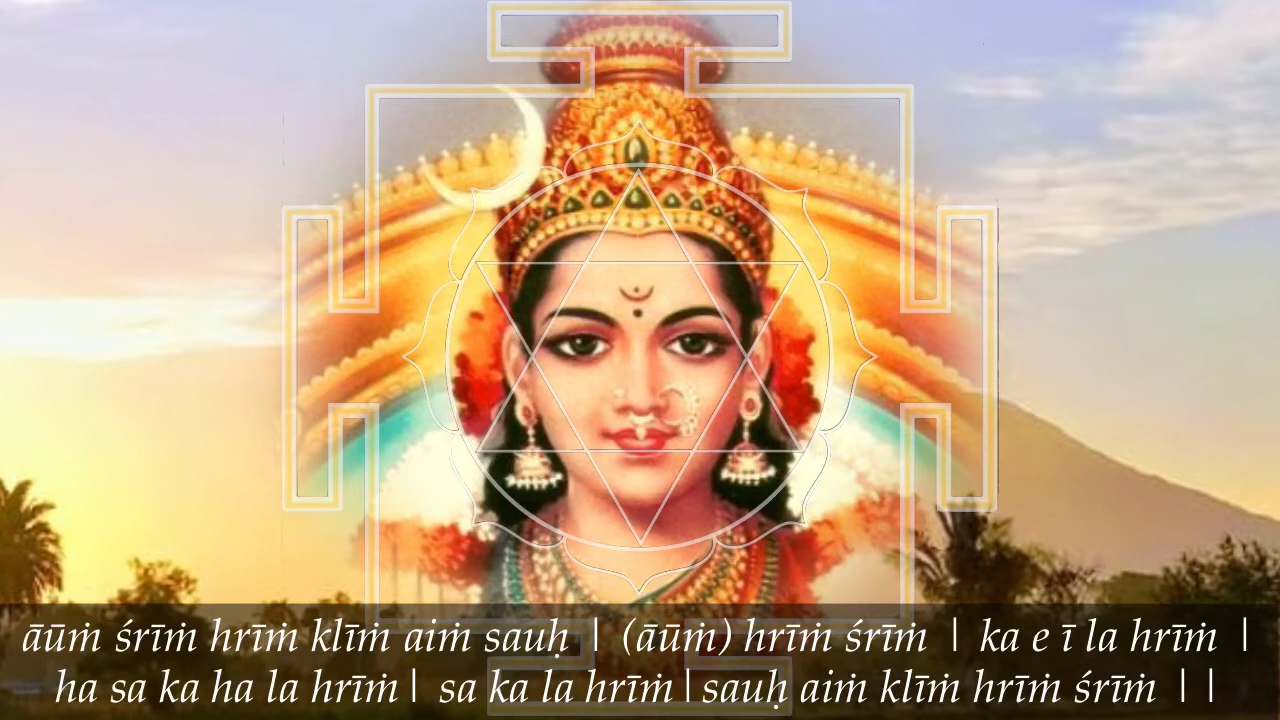 āūṁ śrīṁ hrīṁ klīṁ aiṁ sauḥ | (āūṁ) hrīṁ śrīṁ | ka e ī la hrīṁ |
ha sa ka ha la hrīṁ| sa ka la hrīṁ|sauḥ aiṁ klīṁ hrīṁ śrīṁ ||